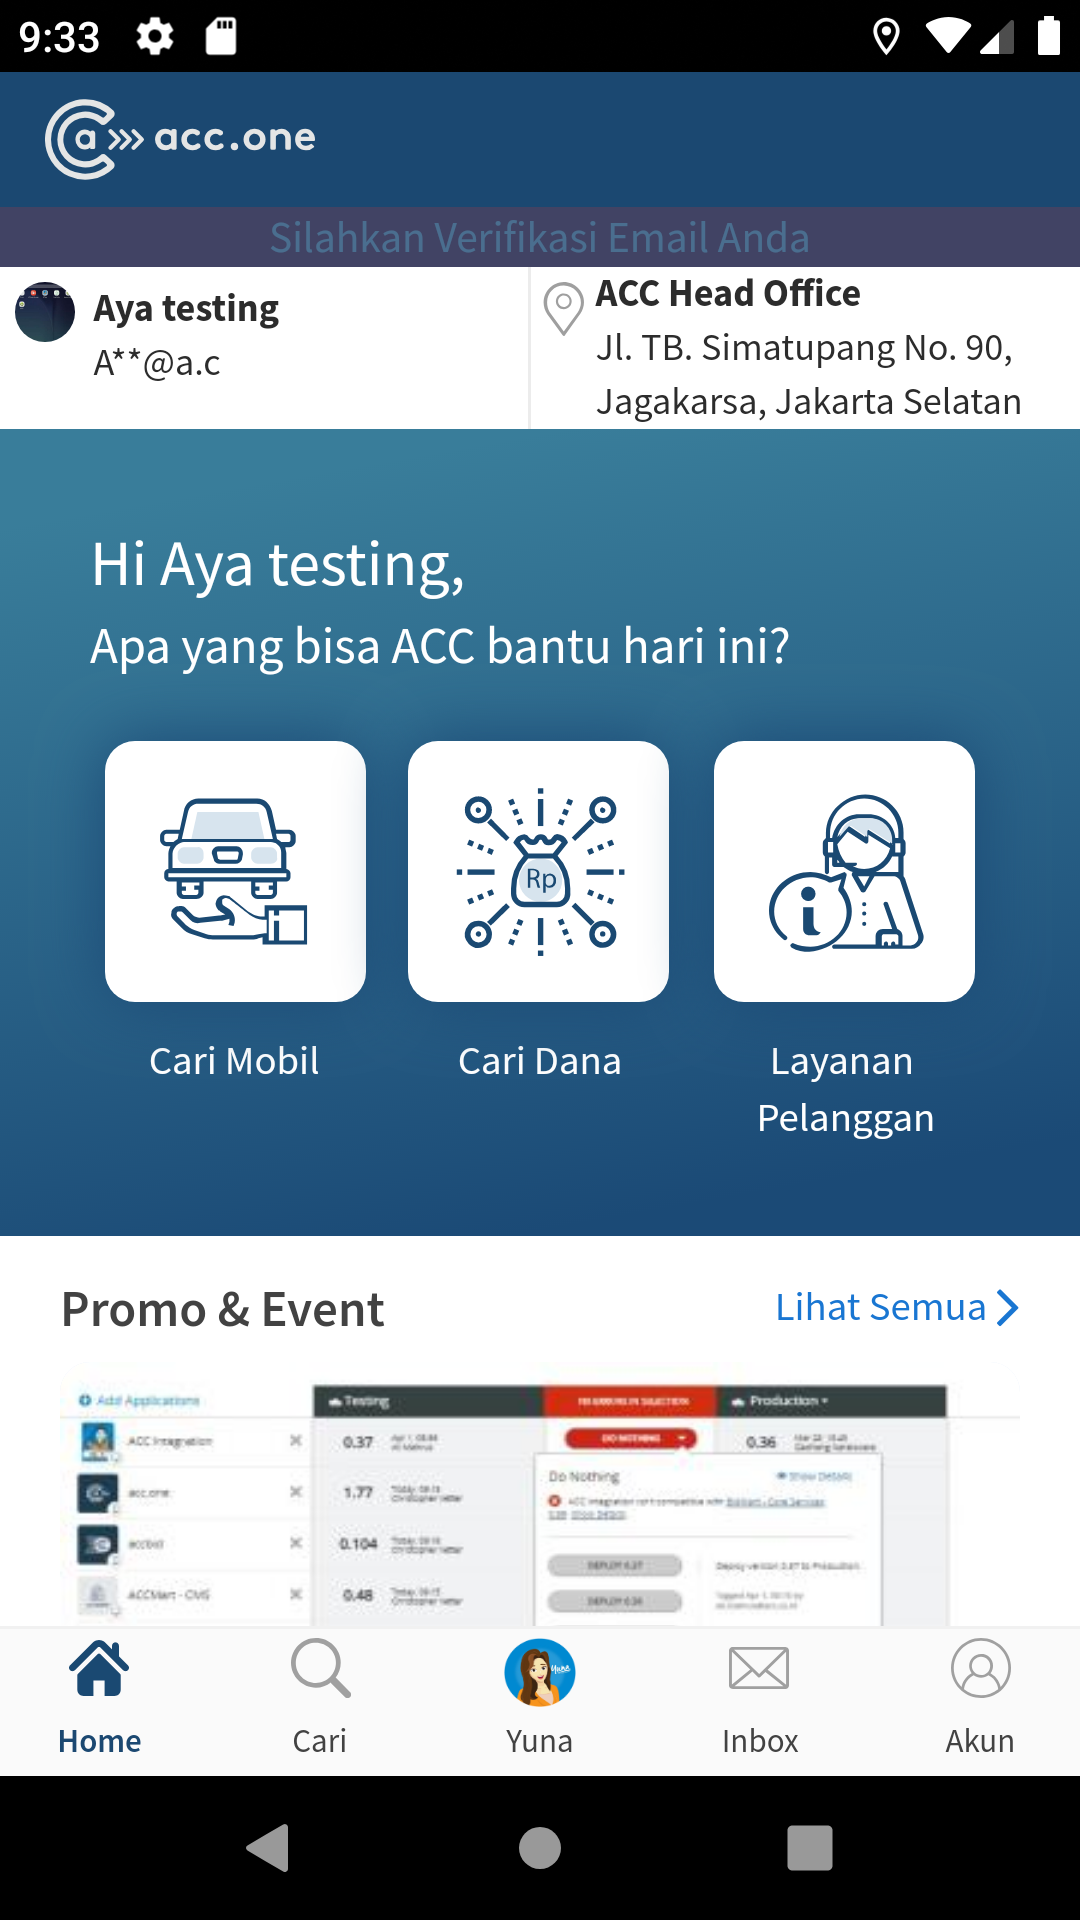 9:33
a acc.one
Silahkan Verifikasi Email Anda
Aya testing
A**@a.c
ACC Head Office
Jl. TB. Simatupang No. 90,
Jagakarsa, Jakarta Selatan
Hi Aya testing,
Apa yang bisa ACC bantu hari ini?
Rp
i
Cari Mobil
Cari Dana
Layanan
Pelanggan
Promo & Event
Lihat Semua
Add Applications
Testing
Production
ACC Integration
0.37
DO NOTHING
0.36
Do Nothing
Show Details
acc.one
1.77
accbid
0.104
ACCMart - CMS
0.48
Home
Cari
Yuna
Inbox
Akun